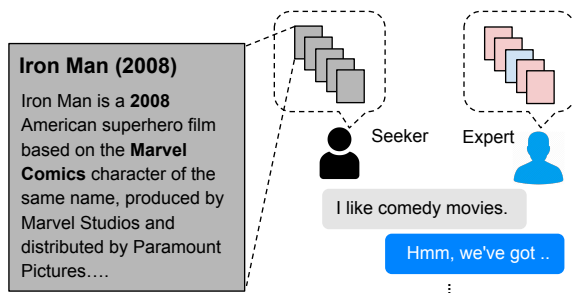 Iron Man (2008)
Iron Man is a 2008
American superhero film
based on the Marvel
Comics character of the
same name, produced by
Marvel Studios and
distributed by Paramount
Pictures….
Seeker
Expert
I like comedy movies.
Hmm, we've got ..